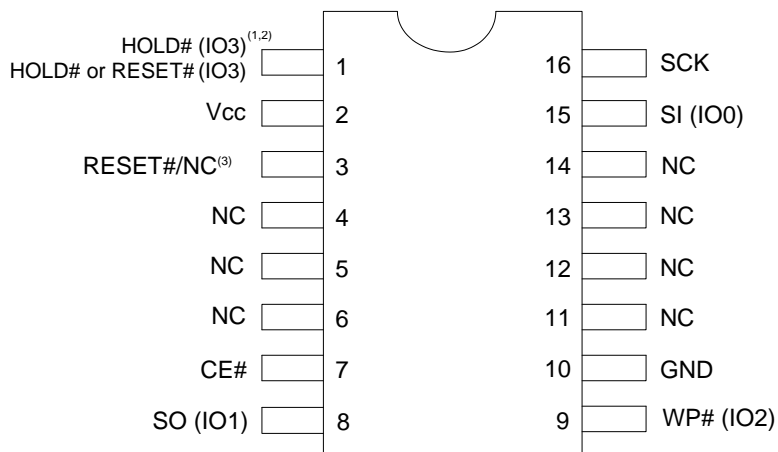 HOLD# (IO3)(1,2)
HOLD# or RESET# (IO3)
1
16
SCK
Vcc
2
15
SI (IO0)
RESET#/NC(3)
3
14
NC
NC
4
13
NC
NC
5
12
NC
NC
6
11
NC
CE#
7
10
GND
SO (IO1)
8
9
WP# (IO2)